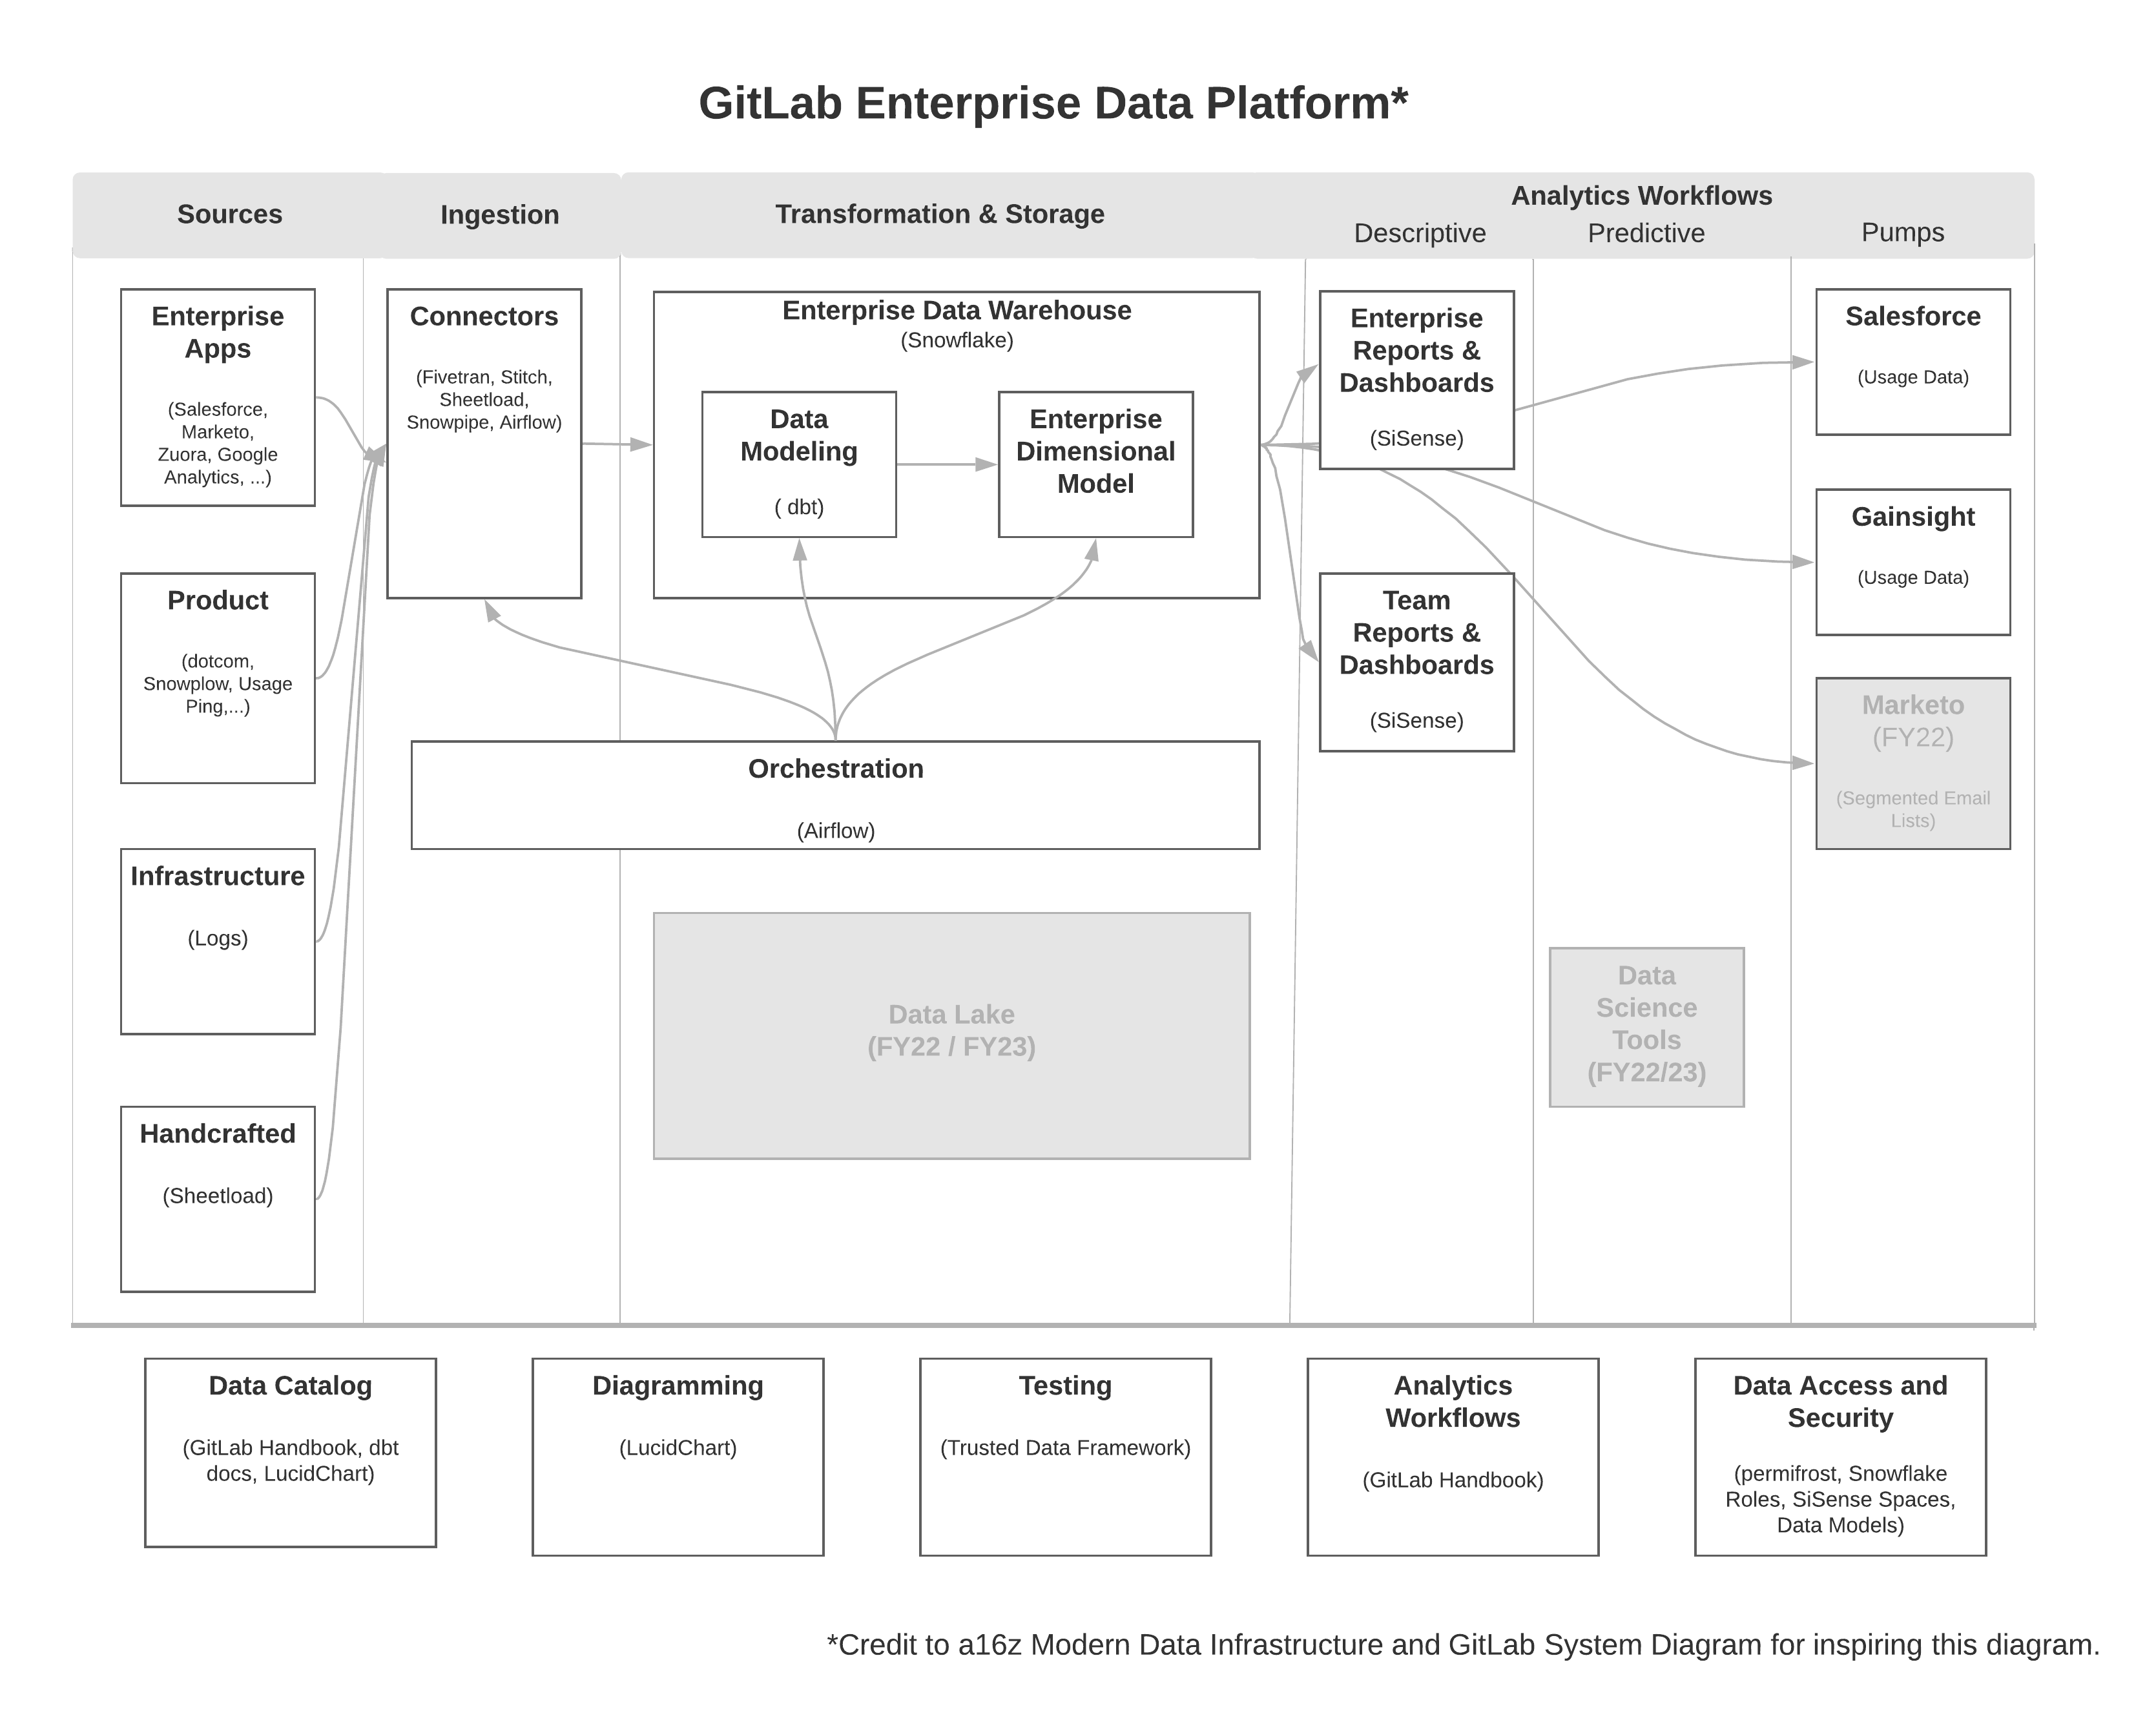 GitLab Enterprise Data Platform*
Sources
Ingestion
Transformation & Storage
Analytics Workflows
Descriptive
Predictive
Pumps
Enterprise
Apps
(Salesforce,
Marketo,
Zuora, Google
Analytics, ...)
Product
(dotcom,
Snowplow, Usage
Ping,...)
Infrastructure
(Logs)
Handcrafted
(Sheetload)
Connectors
(Fivetran, Stitch,
Sheetload,
Snowpipe, Airflow)
Enterprise Data Warehouse
(Snowflake)
Data
Modeling
( dbt)
Enterprise
Dimensional
Model
Orchestration
(Airflow)
Data Lake
(FY22 / FY23)
Enterprise
Reports &
Dashboards
(SiSense)
Team
Reports &
Dashboards
(SiSense)
Data
Science
Tools
(FY22/23)
Salesforce
(Usage Data)
Gainsight
(Usage Data)
Marketo
(FY22)
(Segmented Email
Lists)
Data Catalog
(GitLab Handbook, dbt
docs, LucidChart)
Diagramming
(LucidChart)
Testing
(Trusted Data Framework)
Analytics
Workflows
(GitLab Handbook)
Data Access and
Security
(permifrost, Snowflake
Roles, SiSense Spaces,
Data Models)
*Credit to a16z Modern Data Infrastructure and GitLab System Diagram for inspiring this diagram.